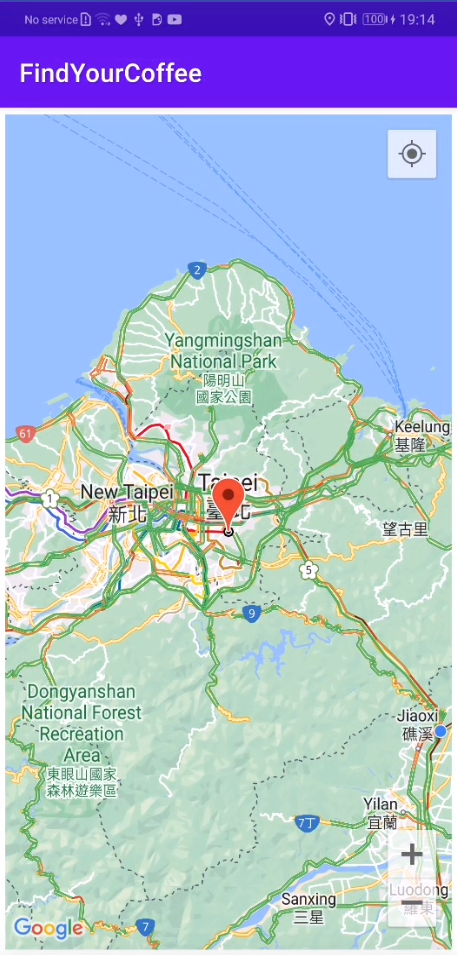 No service
100
19:14
FindYourCoffee
2
Yangmingshan
National Park
陽明山
國家公園
61
Keelung
基隆
1
New Taipei
新北
Taipei
臺北
望古里
5
9
Dongyanshan
National Forest
Recreation
Area
東眼山國家
森林遊樂區
Jiaoxi
礁溪
Yilan
宜蘭
7丁
+
Luodong
羅東
−
Sanxing
三星
Google
7